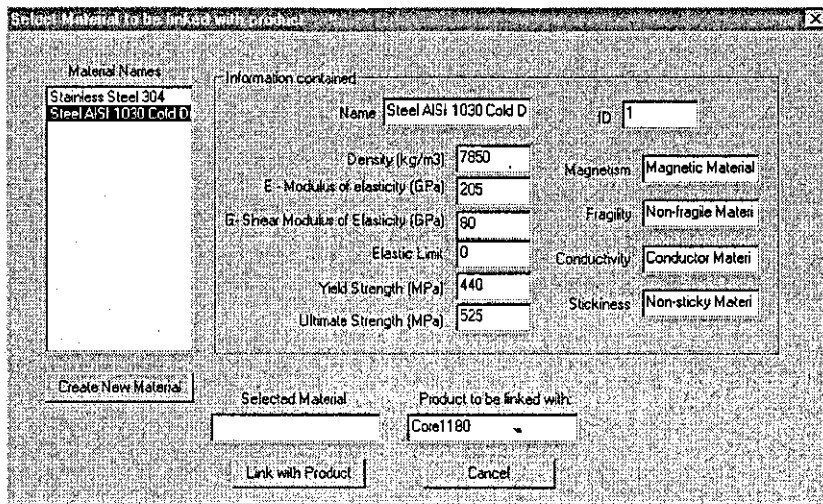 Select Material to be linked with product
Material Names
Stainless Steel 304
Steel AISI 1030 Cold D
Create New Material
Information contained
Name Steel AISI 1030 Cold D
ID 1
Density (kg/m3) 7850
E - Modulus of elasticity (GPa) 205
G- Shear Modulus of Elasticity (GPa) 80
Elastic Limit 0
Yield Strength (MPa) 440
Ultimate Strength (MPa) 525
Magnetism Magnetic Material
Fragility Non-fragile Materi
Conductivity Conductor Materi
Stickiness Non-sticky Materi
Selected Material
Product to be linked with:
Core1180
Link with Product
Cancel